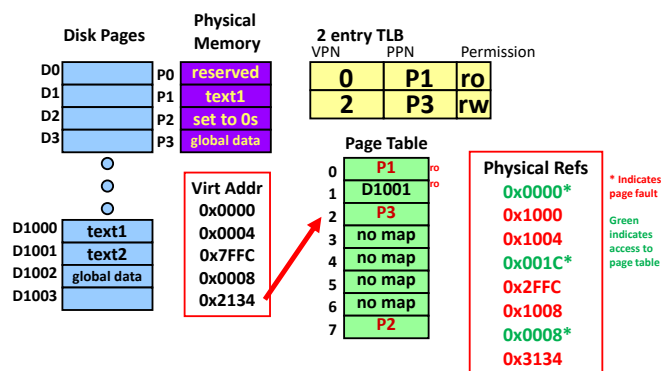 Disk Pages
D0
D1
D2
D3
D1000 text1
D1001 text2
D1002 global data
D1003
Physical
Memory
P0 reserved
P1 text1
P2 set to 0s
P3 global data
2 entry TLB
VPN PPN Permission
0 P1 ro
2 P3 rw
Virt Addr
0x0000
0x0004
0x7FFC
0x0008
0x2134
Page Table
0 P1 ro
1 D1001 ro
2 P3
3 no map
4 no map
5 no map
6 no map
7 P2
Physical Refs
0x0000*
0x1000
0x1004
0x001C*
0x2FFC
0x1008
0x0008*
0x3134
* Indicates
page fault
Green
indicates
access to
page table